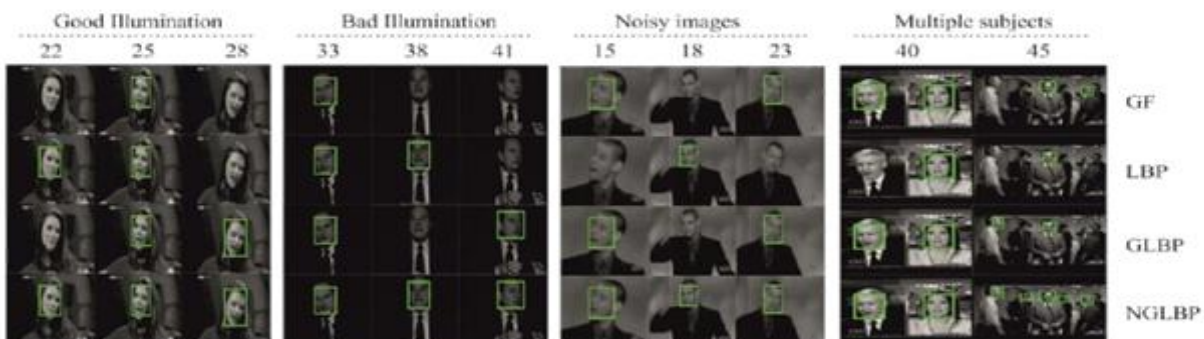 Good Illumination Bad Illumination Noisy images Multiple subjects
22 25 28 33 38 41 15 18 23 40 45
GF
LBP
GLBP
NGLBP